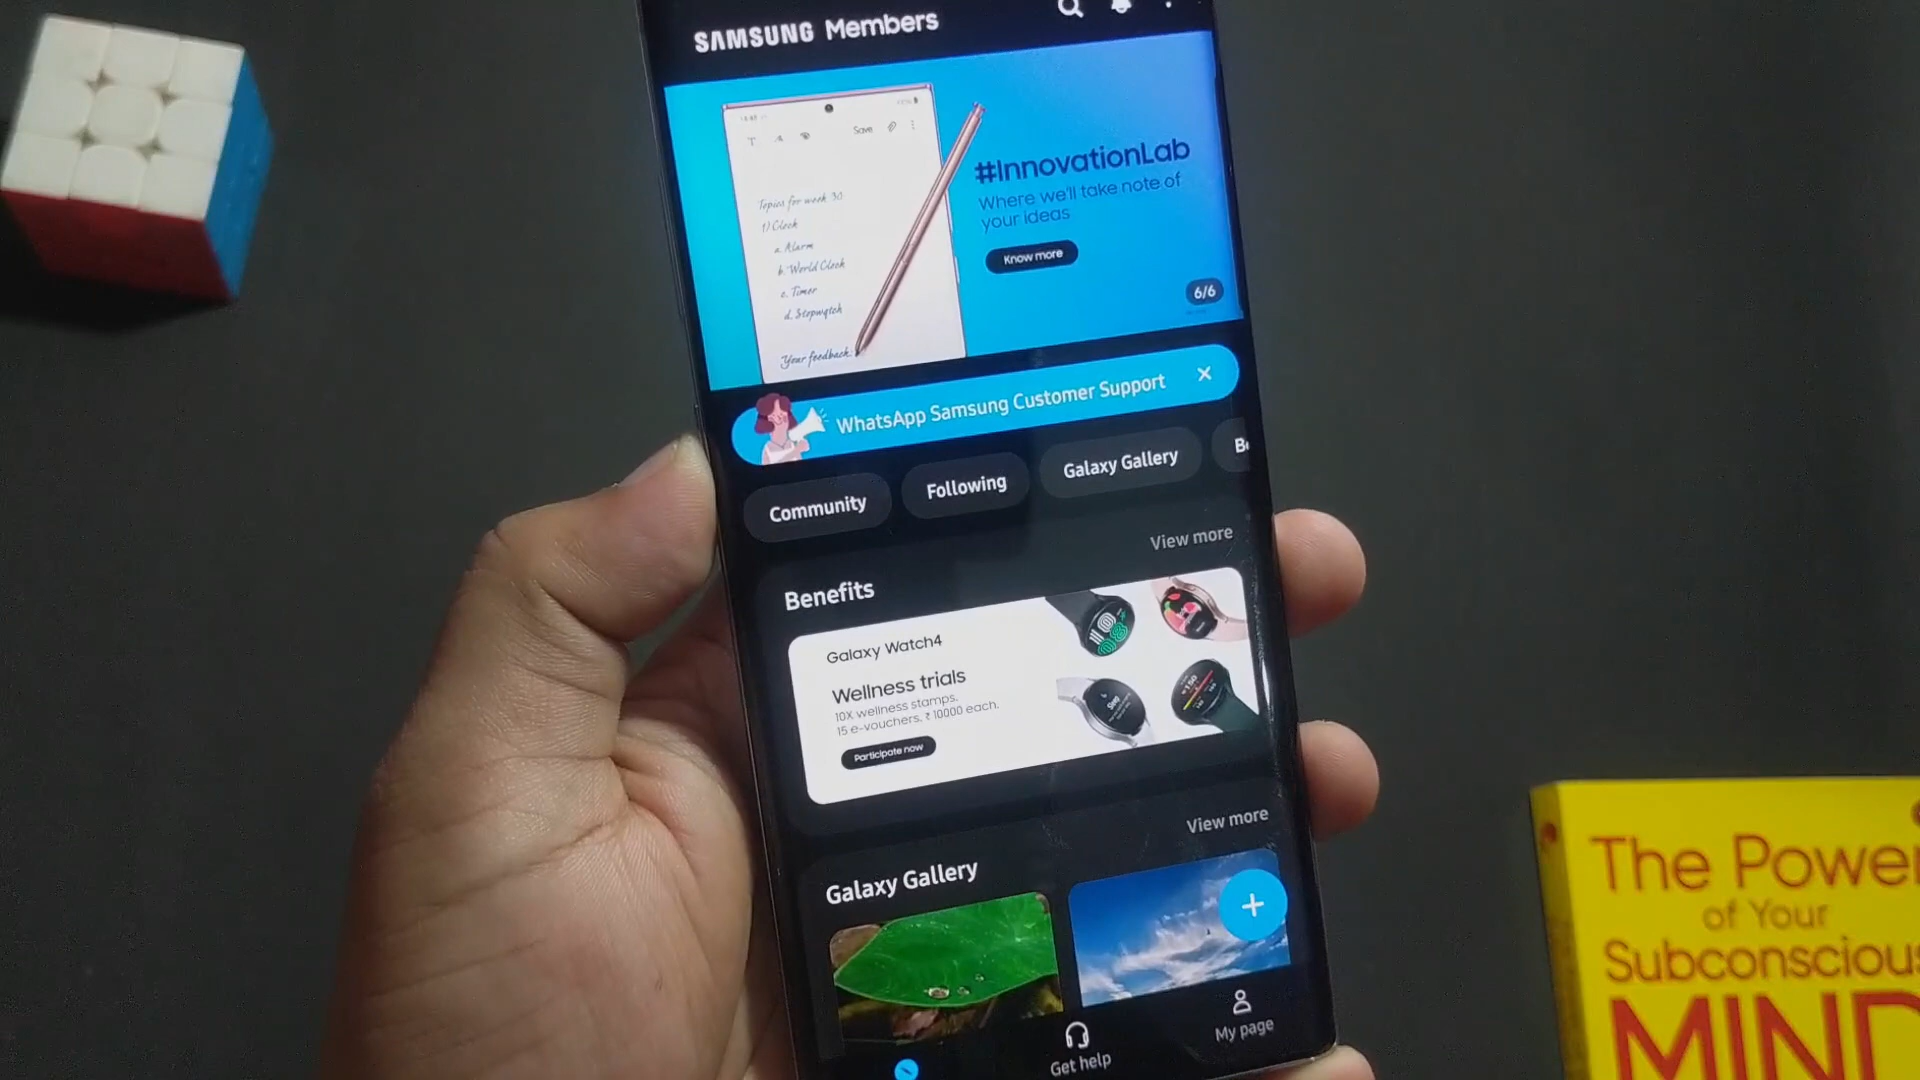 SAMSUNG Members
Save
Topics for week 30
1) Clock
a. Alarm
b. World Clock
c. Timer
d. Stopwatch
Your feedback
#InnovationLab
Where we'll take note of
your ideas
Know more
6/6
WhatsApp Samsung Customer Support
Community
Following
Galaxy Gallery
View more
Benefits
Galaxy Watch4
Wellness trials
10X wellness stamps.
15 e-vouchers. ₹ 10000 each.
Participate now
View more
Galaxy Gallery
Get help
My page
The Power
of Your
Subconscious
MIND